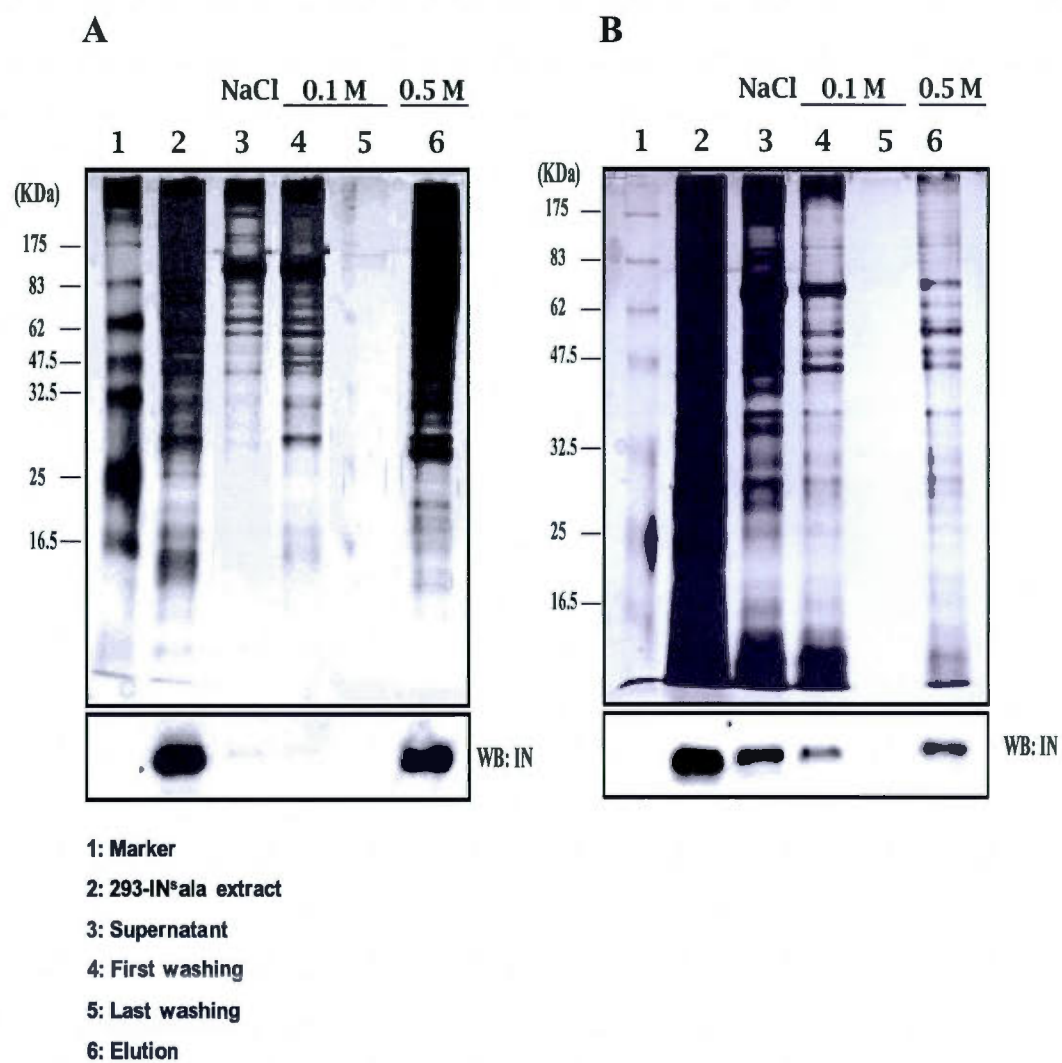 A
NaCl 0.1 M 0.5 M
1 2 3 4 5 6
(KDa)
175
83
62
47.5
32.5
25
16.5
WB: IN
B
NaCl 0.1 M 0.5 M
1 2 3 4 5 6
(KDa)
175
83
62
47.5
32.5
25
16.5
WB: IN
1: Marker
2: 293-INˢala extract
3: Supernatant
4: First washing
5: Last washing
6: Elution